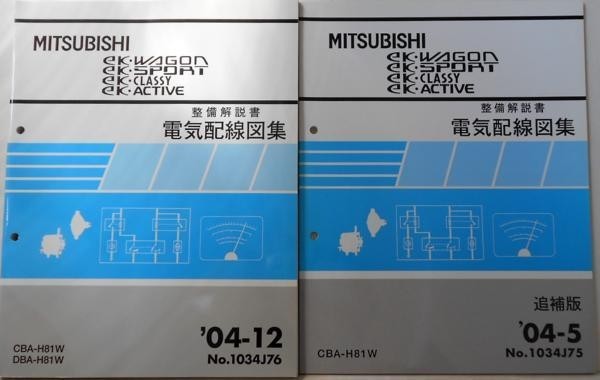 MITSUBISHI
eK·WAGON
eK·SPORT
eK·CLASSY
eK·ACTIVE
整備解説書
電気配線図集
'04-12
No.1034J76
CBA-H81W
DBA-H81W
MITSUBISHI
eK·WAGON
eK·SPORT
eK·CLASSY
eK·ACTIVE
整備解説書
電気配線図集
追補版
'04-5
No.1034J75
CBA-H81W